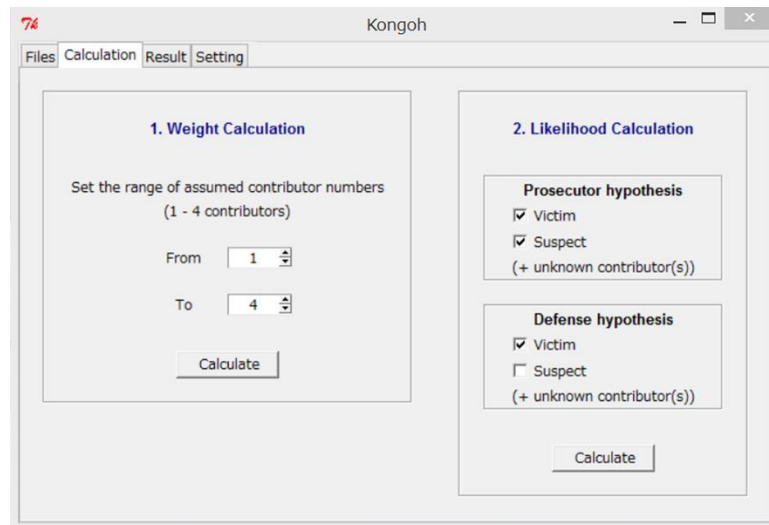 Kongoh
Files Calculation Result Setting
1. Weight Calculation
Set the range of assumed contributor numbers
(1 - 4 contributors)
From 1
To 4
Calculate
2. Likelihood Calculation
Prosecutor hypothesis
Victim
Suspect
(+ unknown contributor(s))
Defense hypothesis
Victim
Suspect
(+ unknown contributor(s))
Calculate